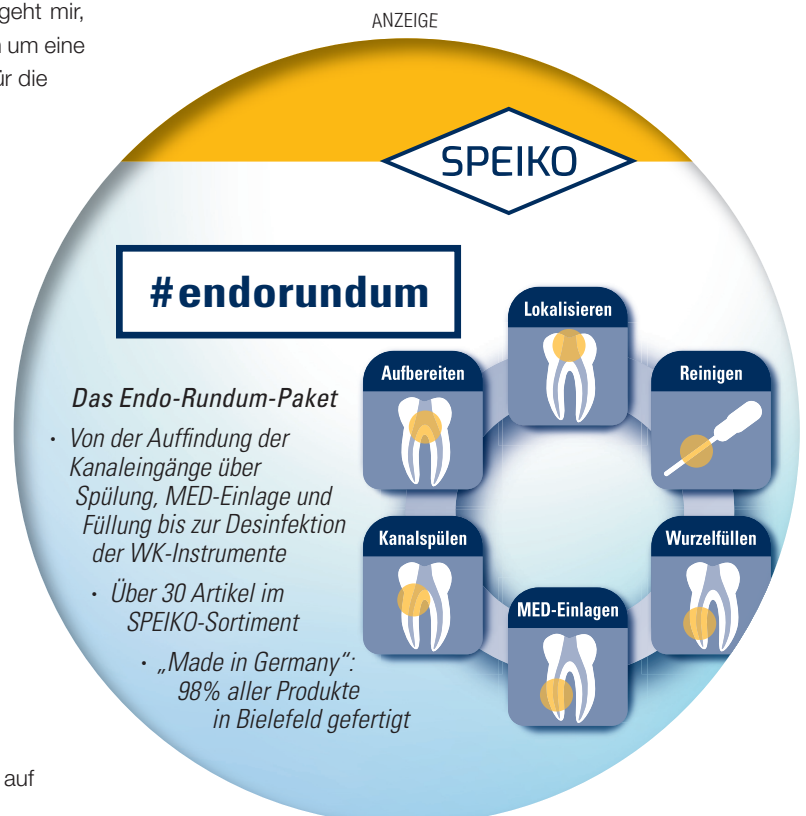 geht mir,
um eine
ür die
ANZEIGE
SPEIKO
#endorundum
Das Endo-Rundum-Paket
· Von der Auffindung der
Kanaleingänge über
Spülung, MED-Einlage und
Füllung bis zur Desinfektion
der WK-Instrumente
· Über 30 Artikel im
SPEIKO-Sortiment
· „Made in Germany“:
98% aller Produkte
in Bielefeld gefertigt
Lokalisieren
Reinigen
Wurzelfüllen
MED-Einlagen
Kanalspülen
Aufbereiten
auf